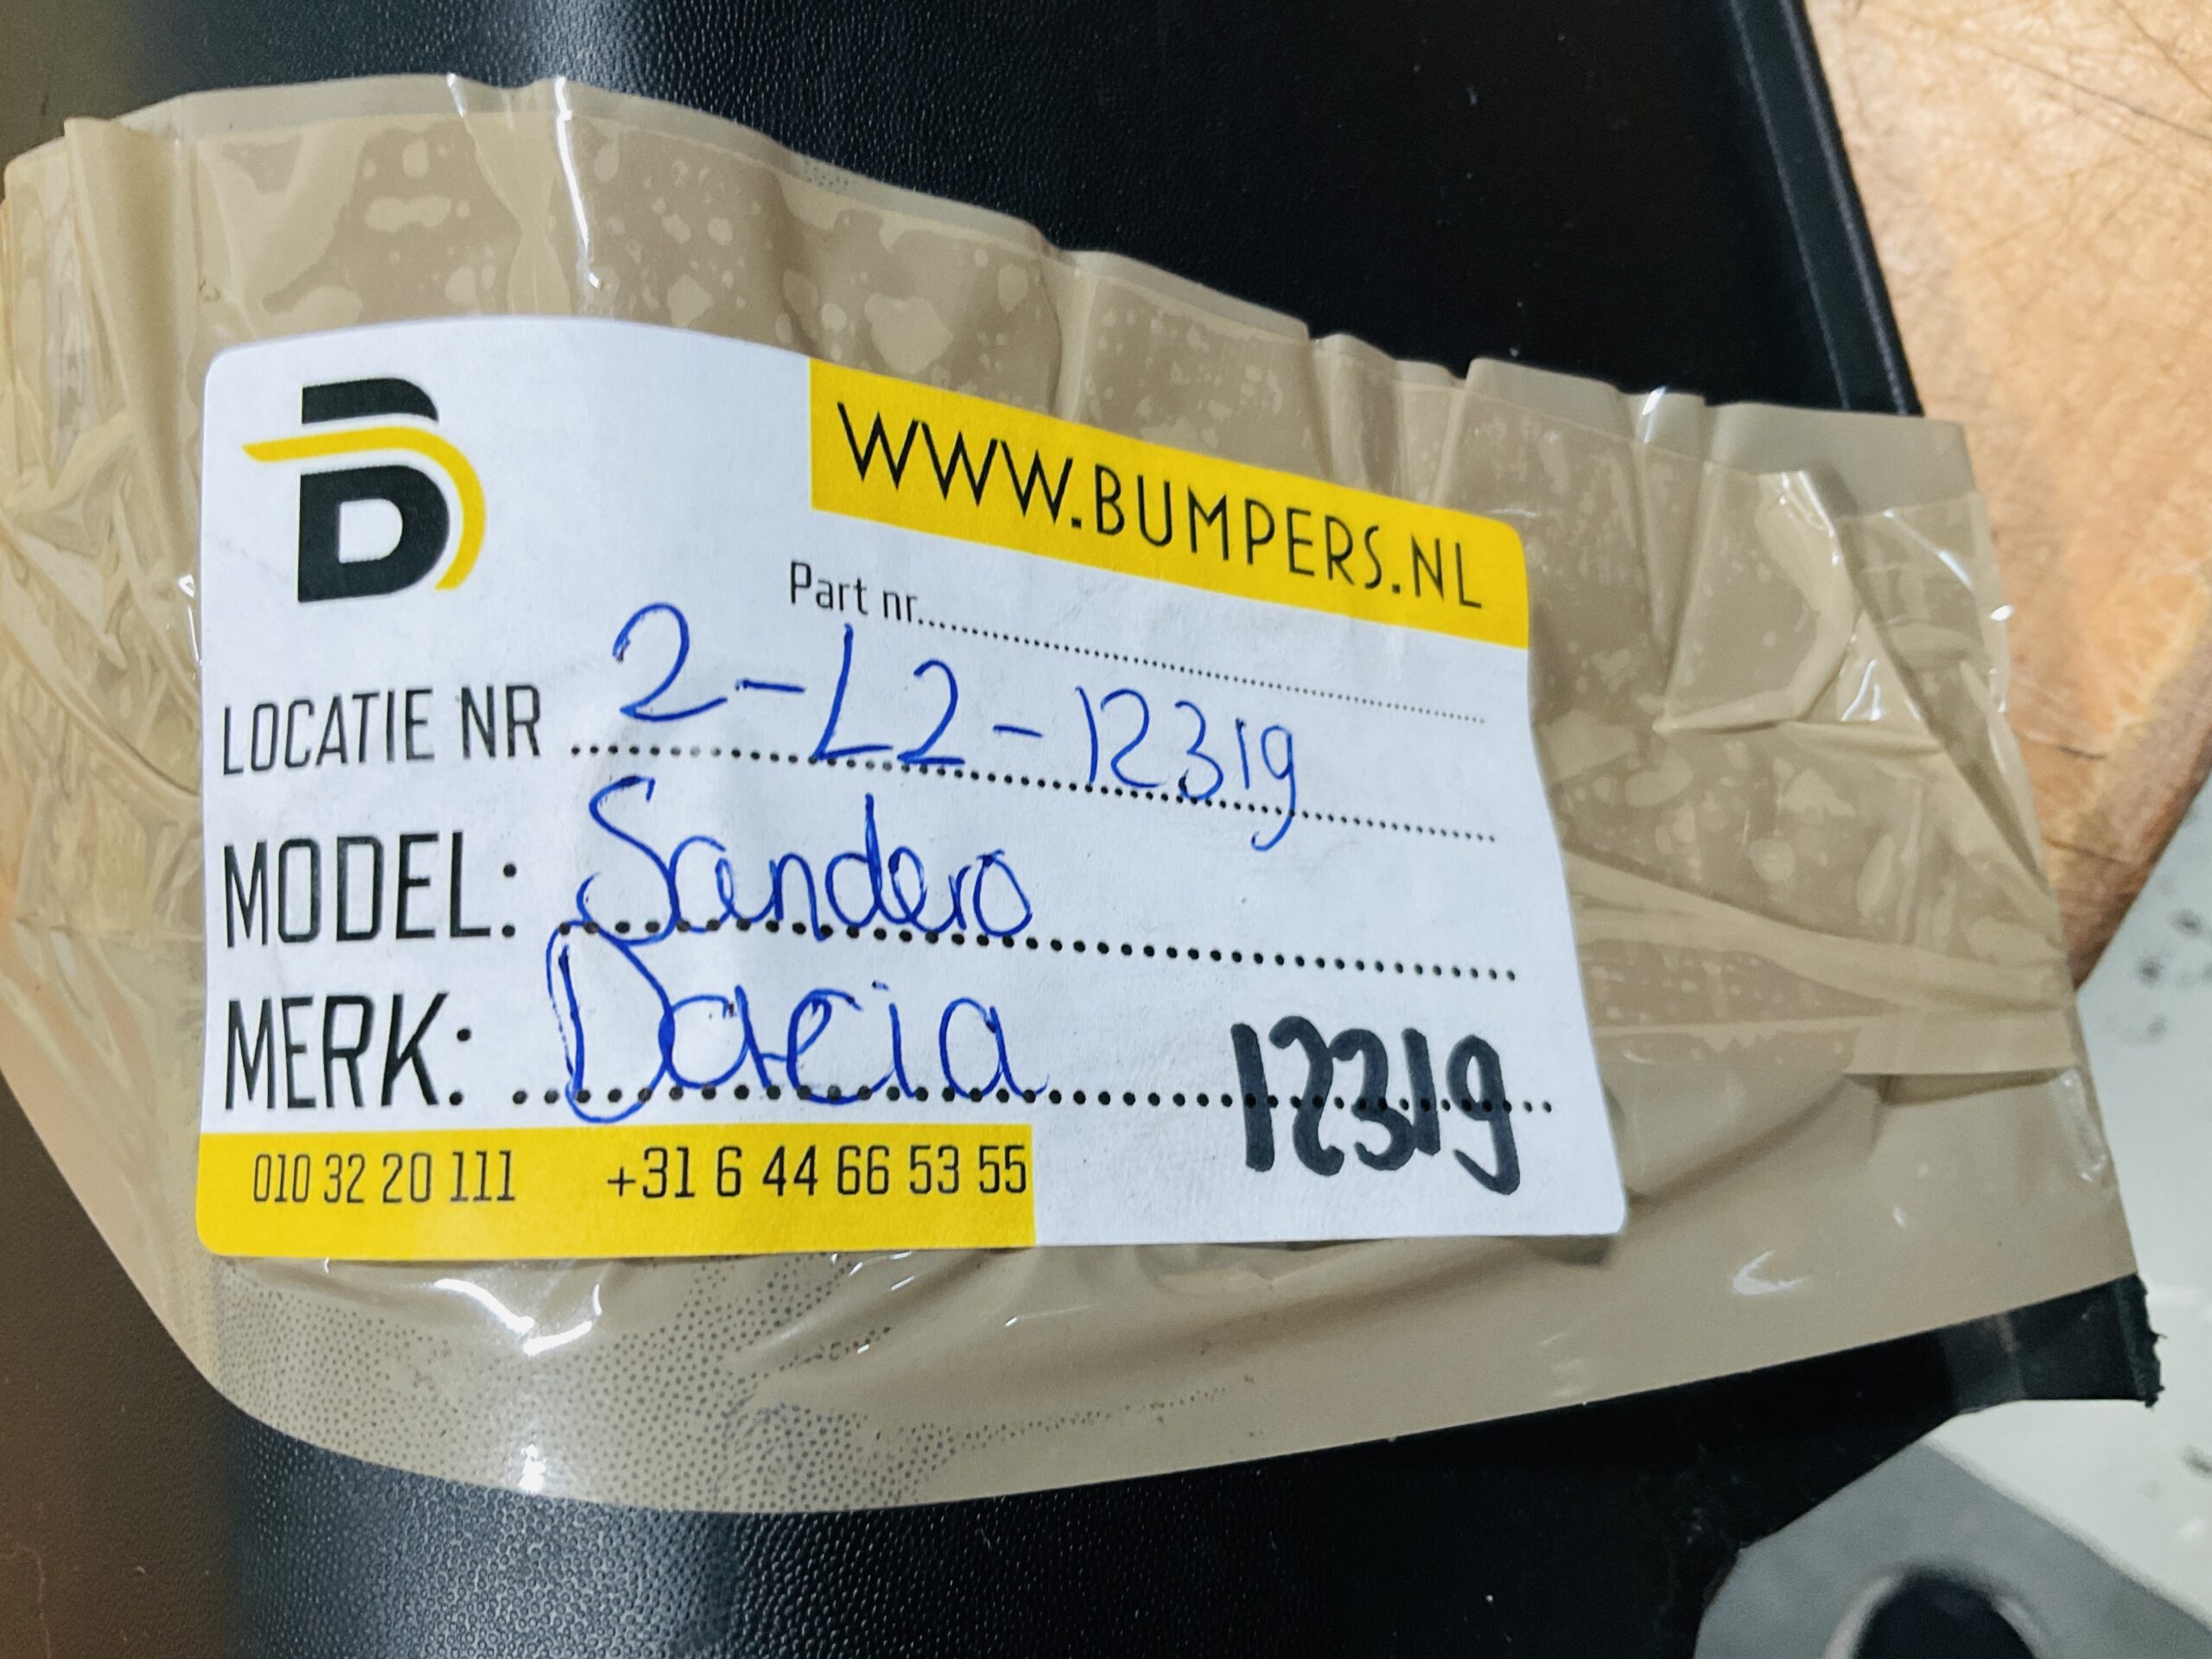 B
WWW.BUMPERS.NL
Part nr..............................
LOCATIE NR 2-L2-12319
MODEL: Sandero
MERK: Dacia
12319
010 32 20 111 +31 6 44 66 53 55